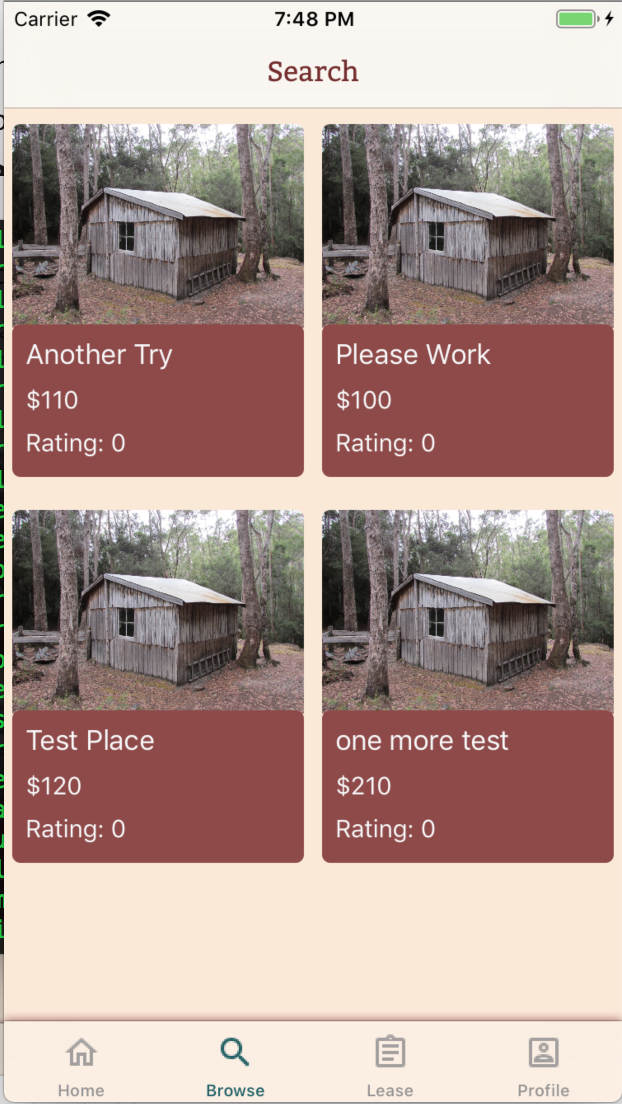 Carrier 7:48 PM
Search
Another Try
$110
Rating: 0
Please Work
$100
Rating: 0
Test Place
$120
Rating: 0
one more test
$210
Rating: 0
Home Browse Lease Profile